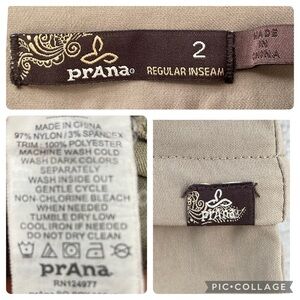 prAna®
2
REGULAR INSEAM
MADE IN
CHINA
MADE IN CHINA
97% NYLON/3% SPANDEX
TRIM: 100% POLYESTER
MACHINE WASH COLD
WASH DARK COLORS
SEPARATELY
WASH INSIDE OUT
GENTLE CYCLE
NON-CHLORINE BLEACH
WHEN NEEDED
TUMBLE DRY LOW
COOL IRON IF NEEDED
DO NOT DRY CLEAN
prAna
RN124977
prAna
PIC•COLLAGE